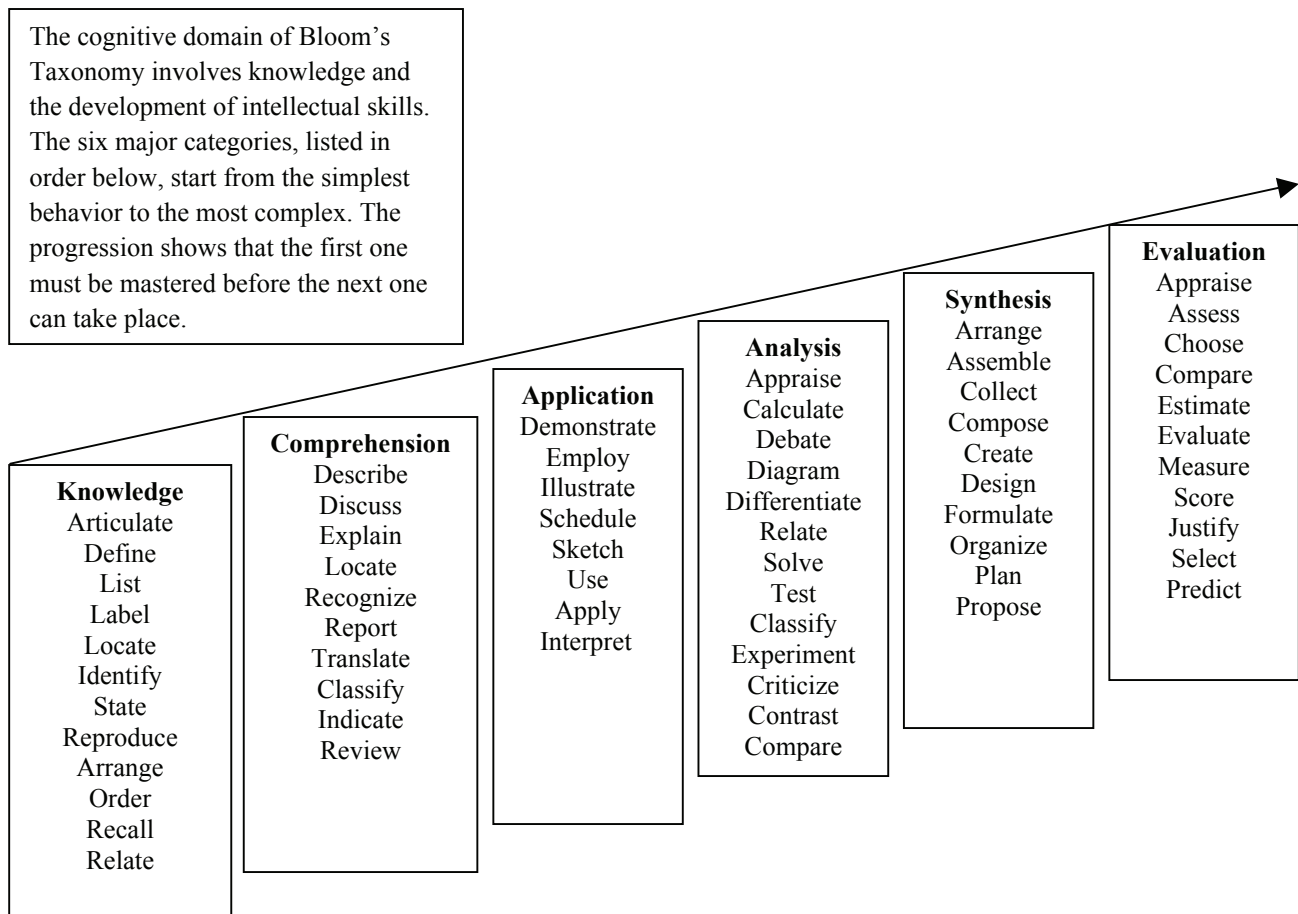 The cognitive domain of Bloom’s
Taxonomy involves knowledge and
the development of intellectual skills.
The six major categories, listed in
order below, start from the simplest
behavior to the most complex. The
progression shows that the first one
must be mastered before the next one
can take place.
Knowledge
Articulate
Define
List
Label
Locate
Identify
State
Reproduce
Arrange
Order
Recall
Relate
Comprehension
Describe
Discuss
Explain
Locate
Recognize
Report
Translate
Classify
Indicate
Review
Application
Demonstrate
Employ
Illustrate
Schedule
Sketch
Use
Apply
Interpret
Analysis
Appraise
Calculate
Debate
Diagram
Differentiate
Relate
Solve
Test
Classify
Experiment
Criticize
Contrast
Compare
Synthesis
Arrange
Assemble
Collect
Compose
Create
Design
Formulate
Organize
Plan
Propose
Evaluation
Appraise
Assess
Choose
Compare
Estimate
Evaluate
Measure
Score
Justify
Select
Predict